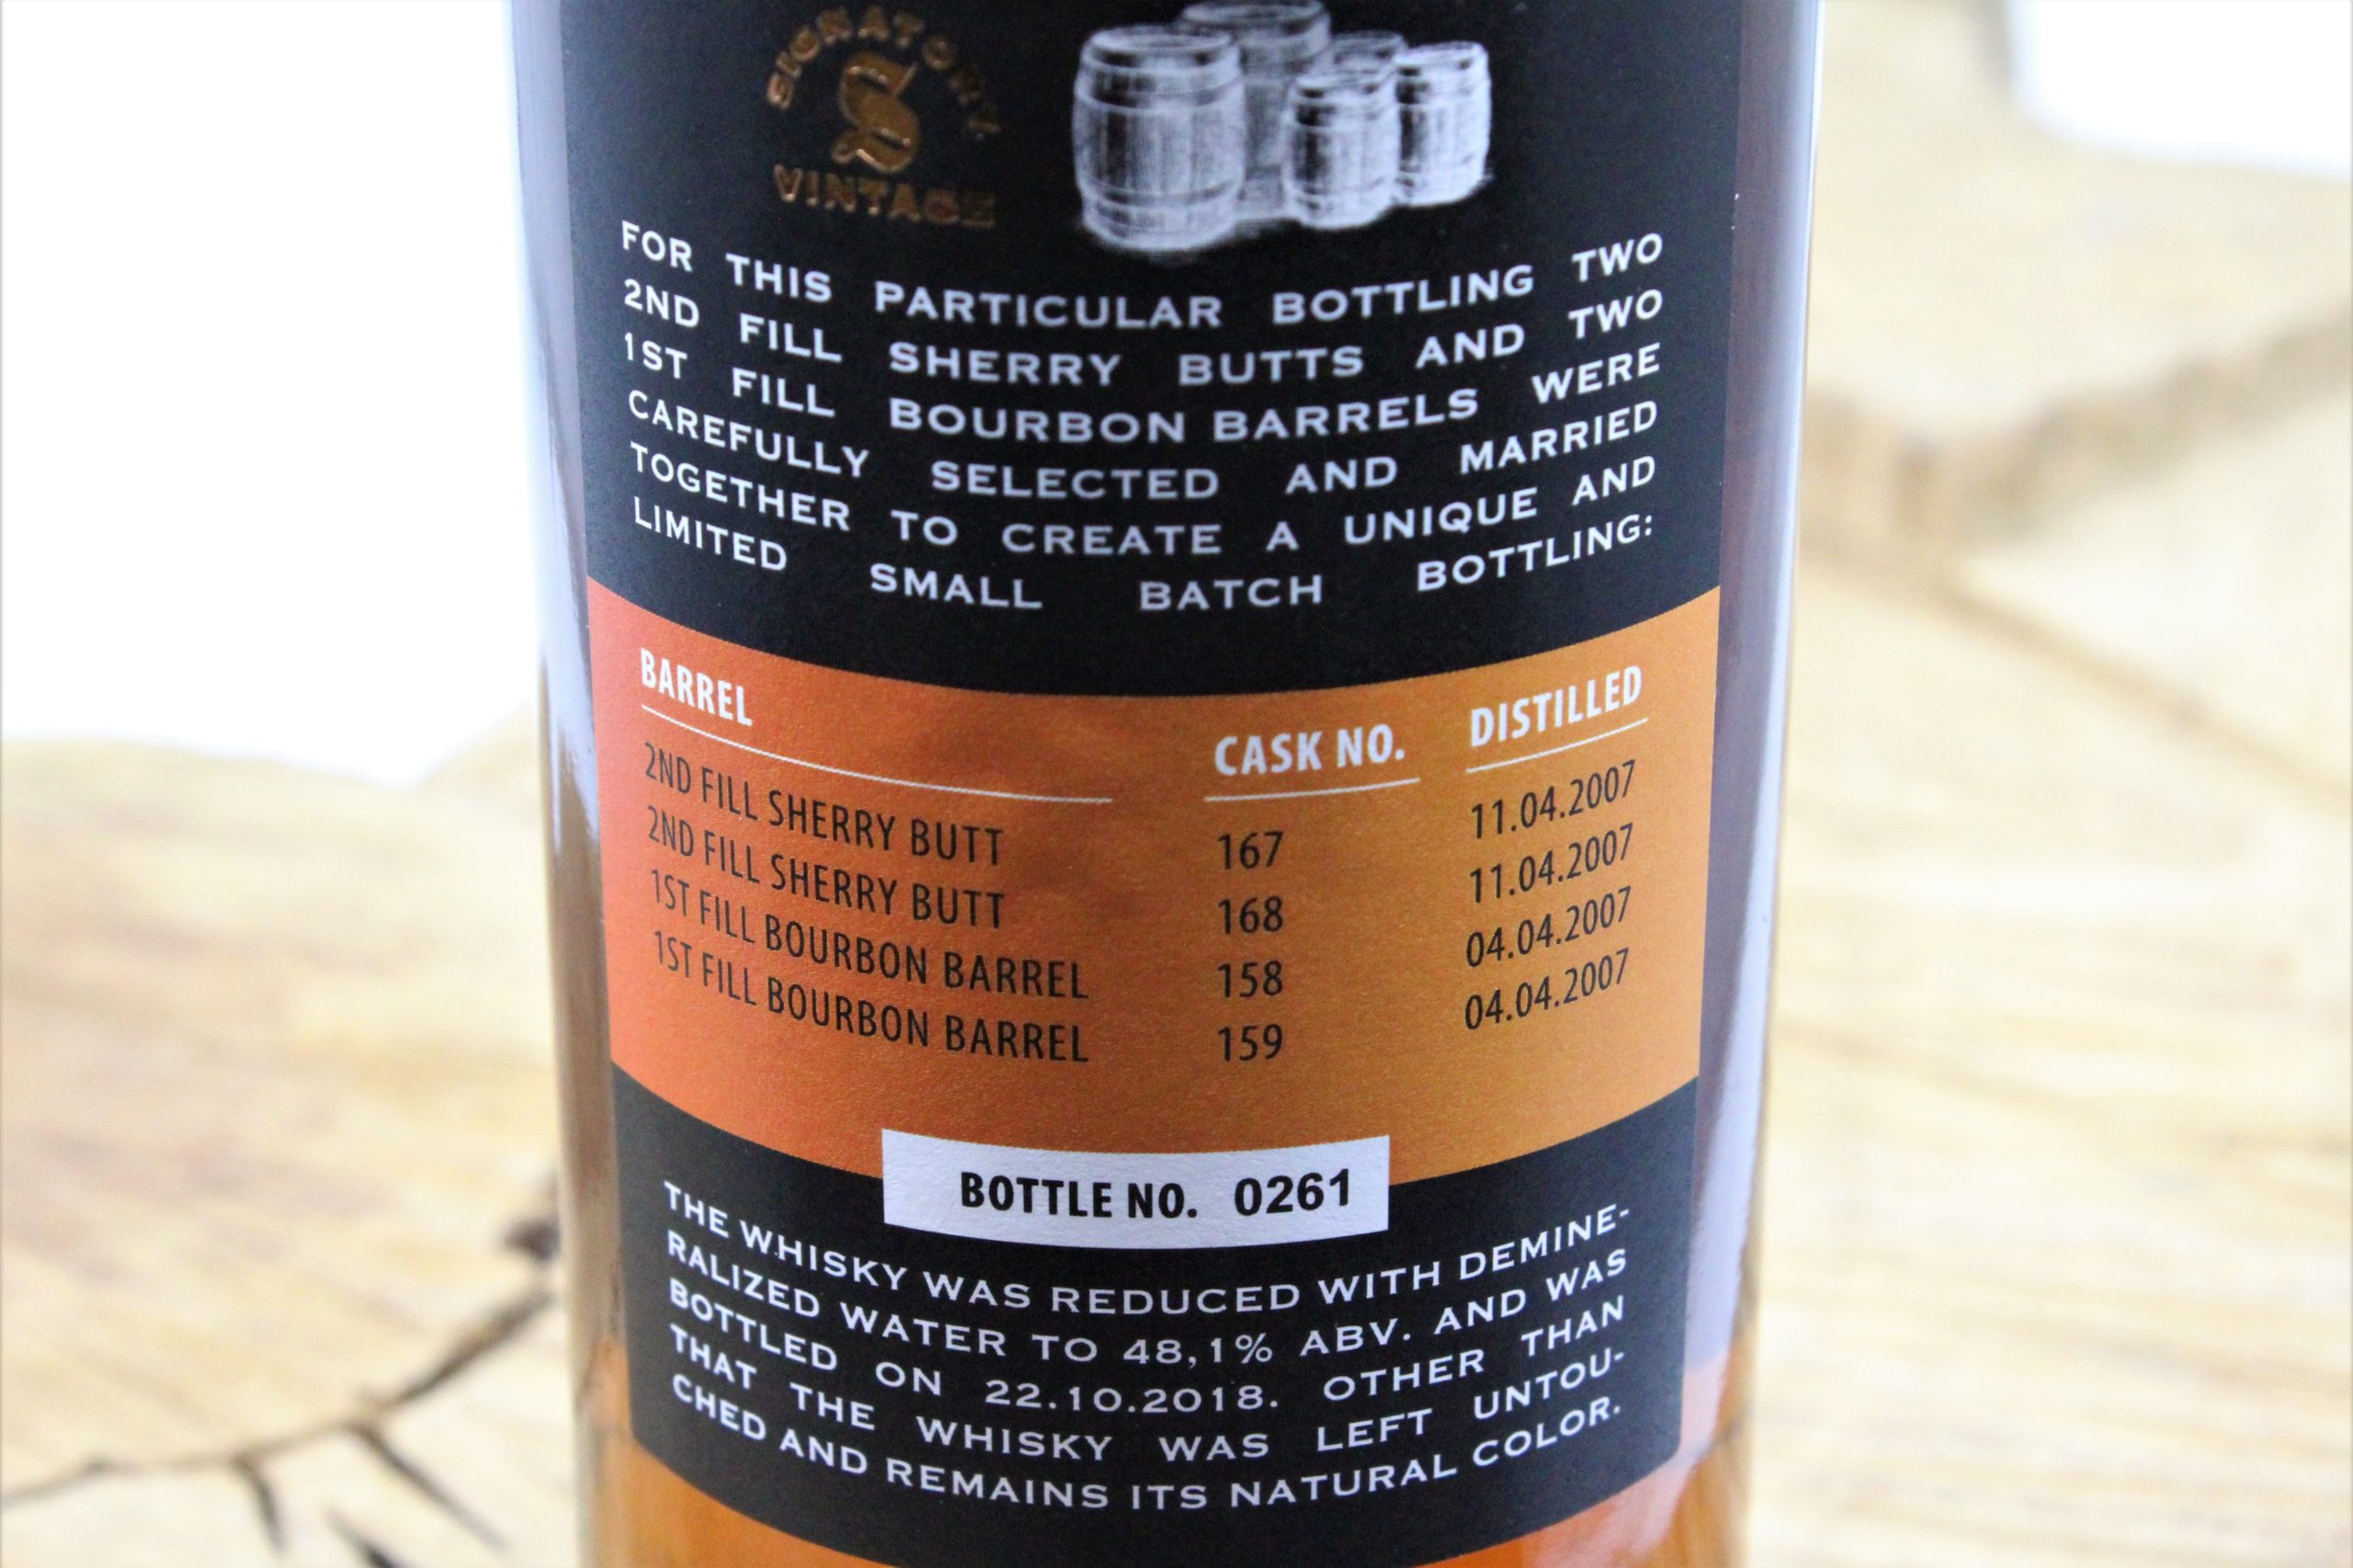 SIGNATORY
S
VINTAGE
FOR THIS PARTICULAR BOTTLING TWO
2ND FILL SHERRY BUTTS AND TWO
1ST FILL BOURBON BARRELS WERE
CAREFULLY SELECTED AND MARRIED
TOGETHER TO CREATE A UNIQUE AND
LIMITED SMALL BATCH BOTTLING:
BARREL CASK NO. DISTILLED
2ND FILL SHERRY BUTT 167 11.04.2007
2ND FILL SHERRY BUTT 168 11.04.2007
1ST FILL BOURBON BARREL 158 04.04.2007
1ST FILL BOURBON BARREL 159 04.04.2007
BOTTLE NO. 0261
THE WHISKY WAS REDUCED WITH DEMINE-
RALIZED WATER TO 48,1% ABV. AND WAS
BOTTLED ON 22.10.2018. OTHER THAN
THAT THE WHISKY WAS LEFT UNTOU-
CHED AND REMAINS ITS NATURAL COLOR.